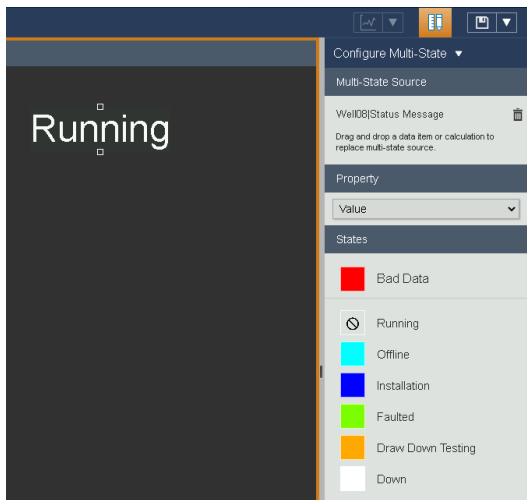 Configure Multi-State
Multi-State Source
Running
Well08|Status Message
Drag and drop a data item or calculation to
replace multi-state source.
Property
Value
States
Bad Data
Running
Offline
Installation
Faulted
Draw Down Testing
Down